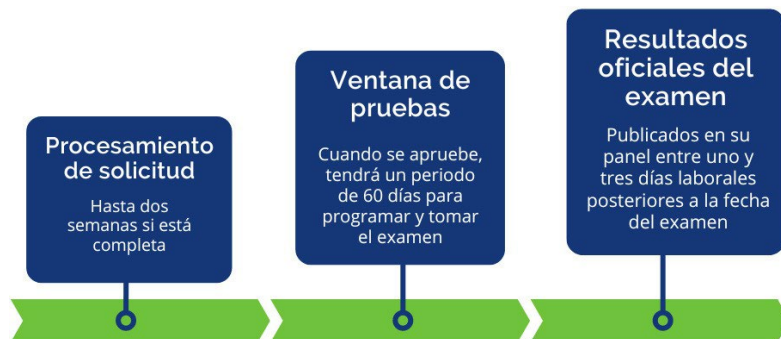 Procesamiento
de solicitud
Hasta dos
semanas si está
completa
Ventana de
pruebas
Cuando se apruebe,
tendrá un periodo
de 60 días para
programar y tomar
el examen
Resultados
oficiales del
examen
Publicados en su
panel entre uno y
tres días laborales
posteriores a la fecha
del examen